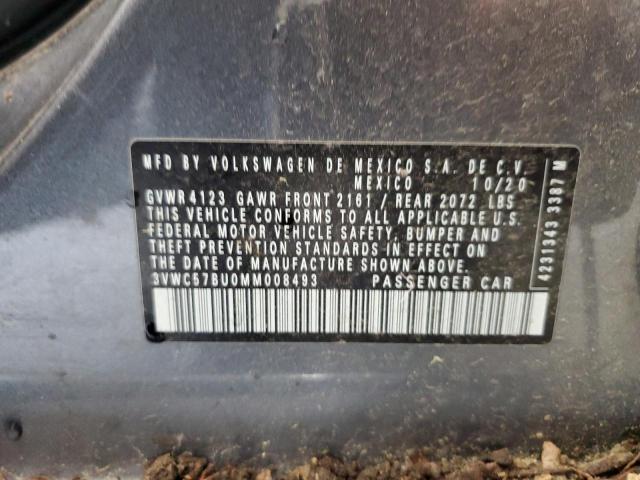 MFD BY VOLKSWAGEN DE MEXICO S.A. DE C.V.
MEXICO 10/20
GVWR 4123 GAWR FRONT 2161 / REAR 2072 LBS
THIS VEHICLE CONFORMS TO ALL APPLICABLE U.S.
FEDERAL MOTOR VEHICLE SAFETY, BUMPER AND
THEFT PREVENTION STANDARDS IN EFFECT ON
THE DATE OF MANUFACTURE SHOWN ABOVE.
3VWC57BU0MM008493 PASSENGER CAR
A2311343 3387 M